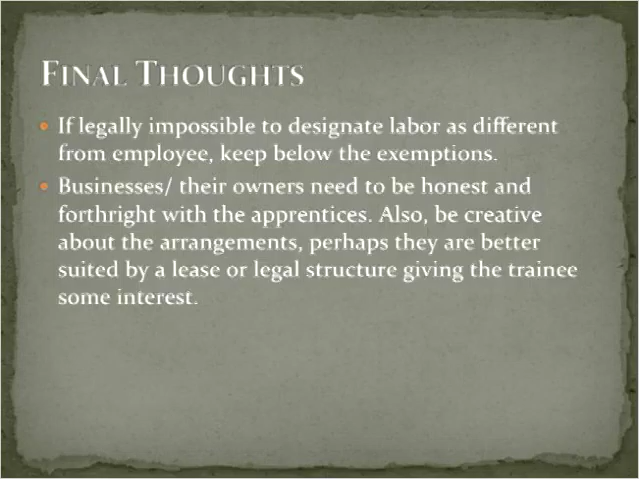 Final Thoughts
• If legally impossible to designate labor as different
from employee, keep below the exemptions.
• Businesses/ their owners need to be honest and
forthright with the apprentices. Also, be creative
about the arrangements, perhaps they are better
suited by a lease or legal structure giving the trainee
some interest.